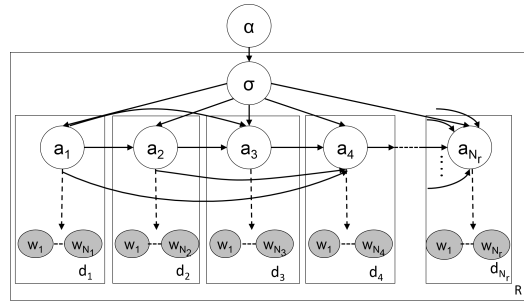 α
σ
a1 a2 a3 a4 aNr
w1 wN1 w1 wN2 w1 wN3 w1 wN4 w1 wNr
d1 d2 d3 d4 dNr
R